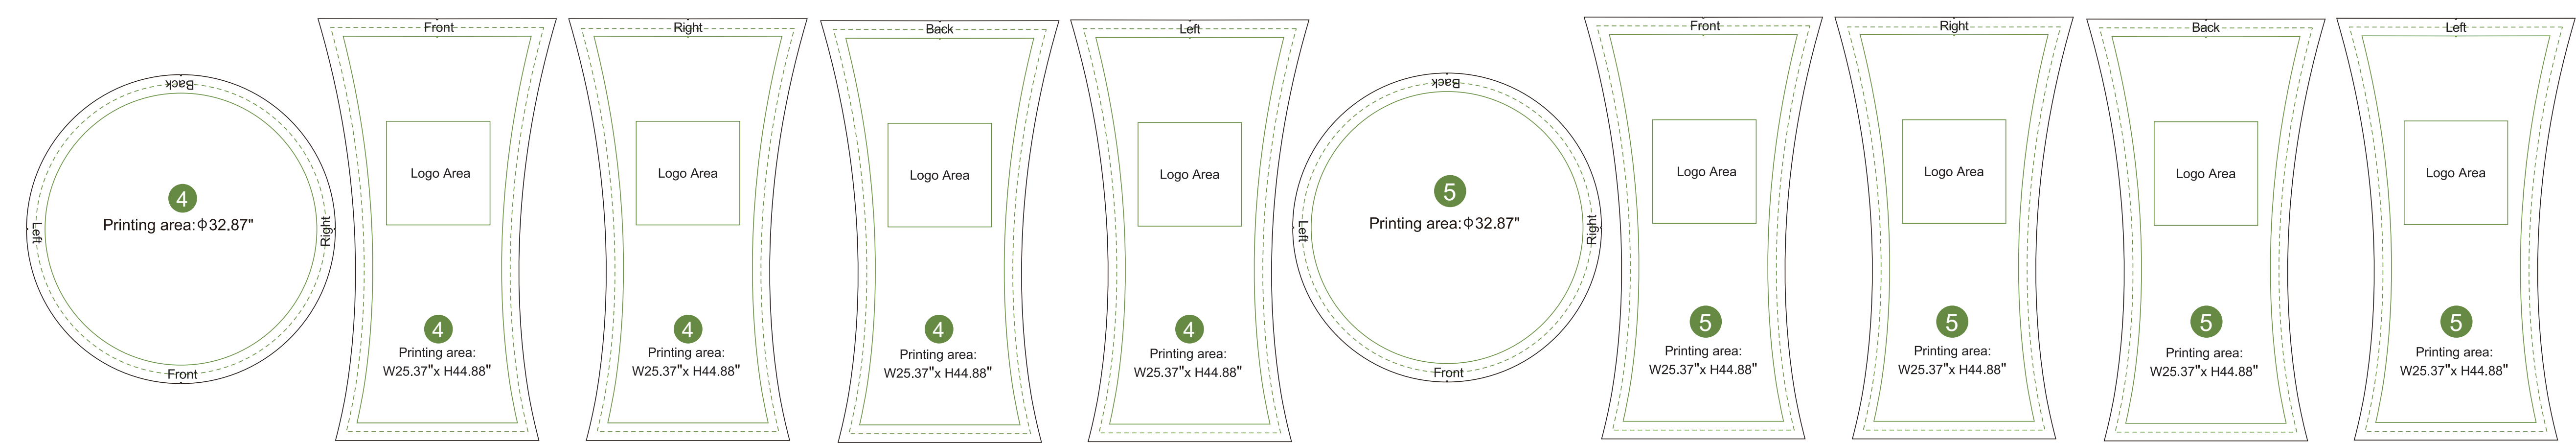 Back
Left
Right
4
Printing area:Φ32.87"
Front
Front
Logo Area
4
Printing area:
W25.37"x H44.88"
Right
Logo Area
4
Printing area:
W25.37"x H44.88"
Back
Logo Area
4
Printing area:
W25.37"x H44.88"
Left
Logo Area
4
Printing area:
W25.37"x H44.88"
Back
Left
Right
5
Printing area:Φ32.87"
Front
Front
Logo Area
5
Printing area:
W25.37"x H44.88"
Right
Logo Area
5
Printing area:
W25.37"x H44.88"
Back
Logo Area
5
Printing area:
W25.37"x H44.88"
Left
Logo Area
5
Printing area:
W25.37"x H44.88"